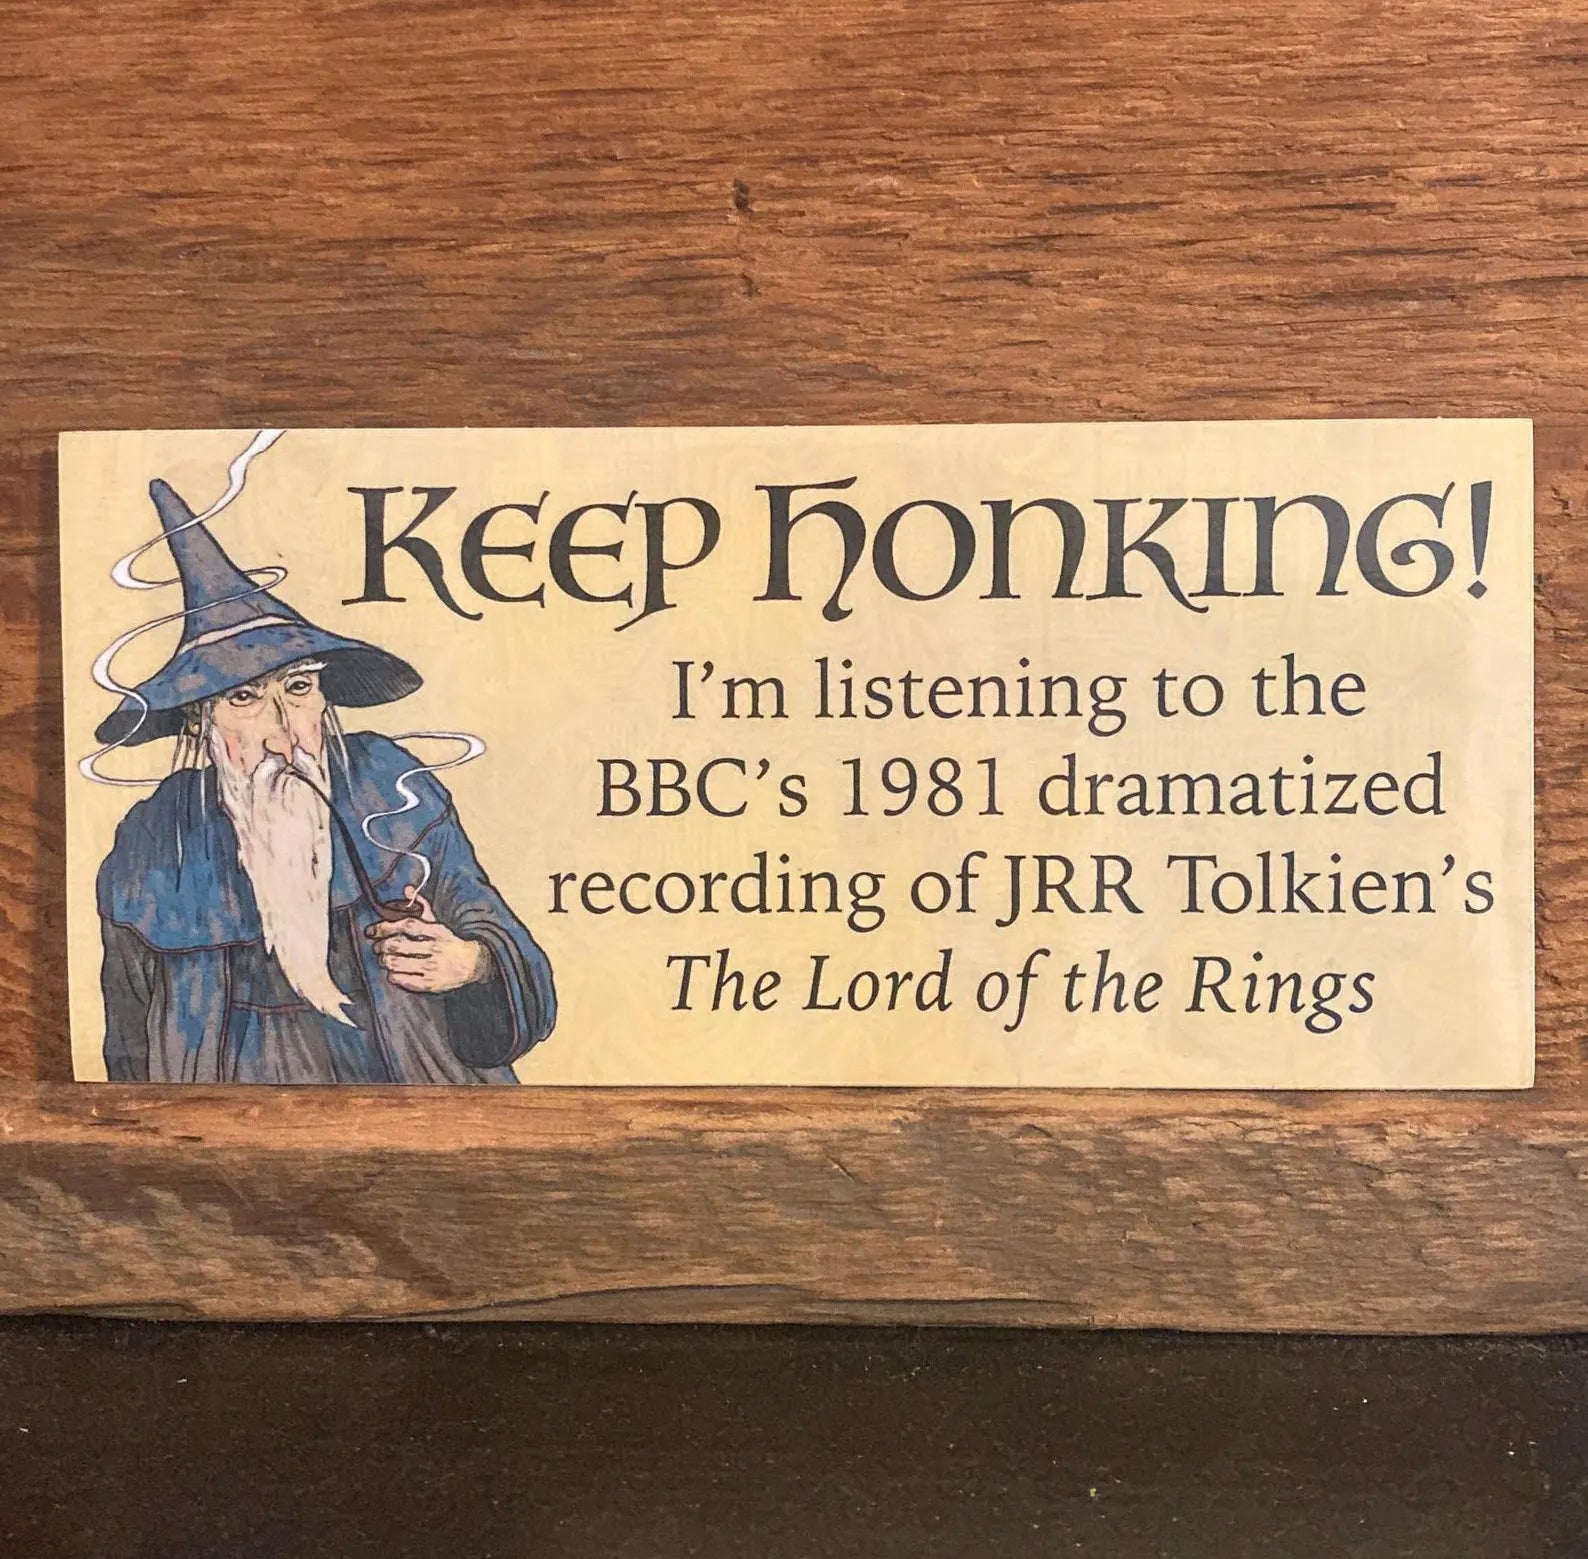 KEEP HONKING!
I'm listening to the
BBC's 1981 dramatized
recording of JRR Tolkien's
The Lord of the Rings